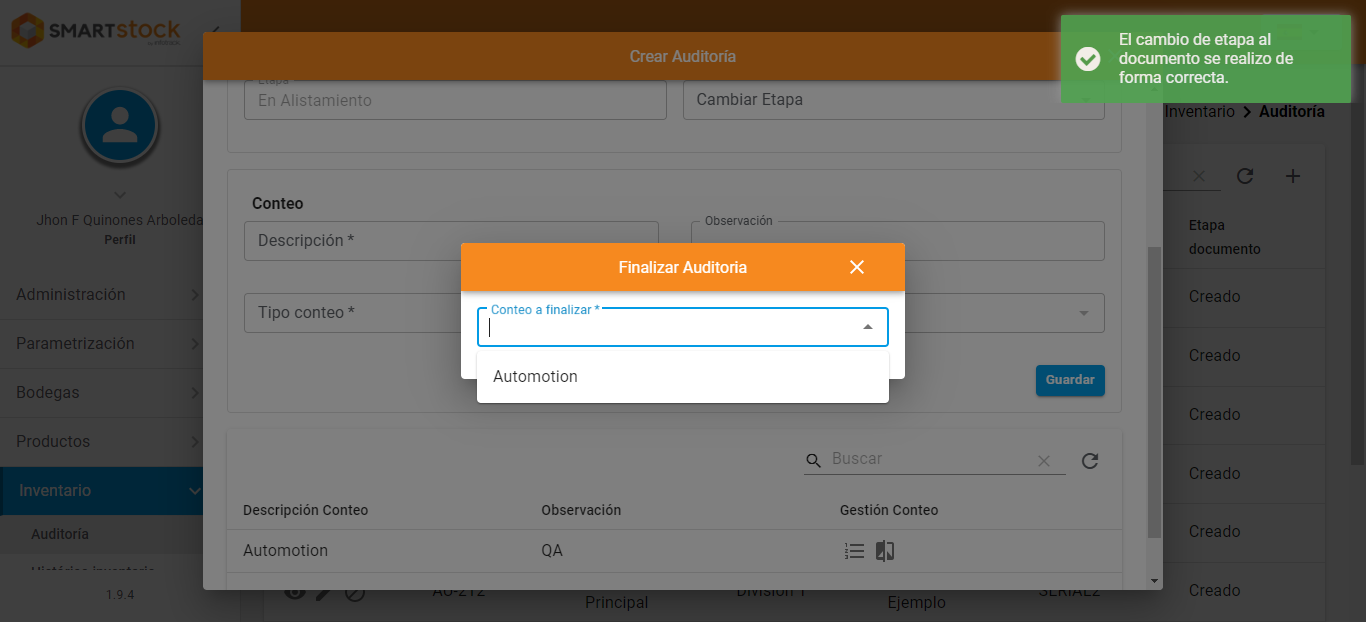 SMARTSTOCK
Crear Auditoría
El cambio de etapa al
documento se realizo de
forma correcta.
Etapa
En Alistamiento
Cambiar Etapa
Inventario > Auditoría
Jhon F Quinones Arboleda
Perfil
Conteo
Descripción *
Observación
Etapa
documento
Finalizar Auditoria
Conteo a finalizar *
Automotion
Tipo conteo *
Guardar
Administración
Parametrización
Bodegas
Productos
Inventario
Auditoría
Histórico inventario
1.9.4
Buscar
Descripción Conteo
Observación
Gestión Conteo
Automotion
QA
AU-212
Principal
División 1
Ejemplo
SERIAL2
Creado
Creado
Creado
Creado
Creado
Creado